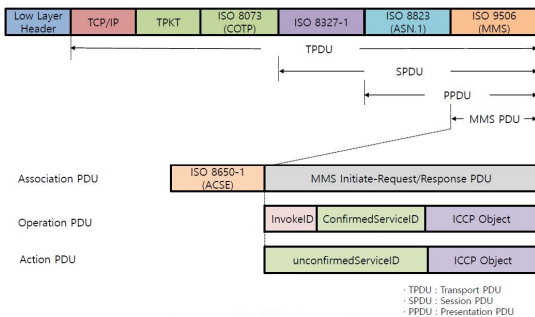 Low Layer Header
TCP/IP
TPKT
ISO 8073 (COTP)
ISO 8327-1
ISO 8823 (ASN.1)
ISO 9506 (MMS)
TPDU
SPDU
PPDU
MMS PDU
Association PDU
ISO 8650-1 (ACSE)
MMS Initiate-Request/Response PDU
Operation PDU
InvokeID
ConfirmedServiceID
ICCP Object
Action PDU
unconfirmedServiceID
ICCP Object
· TPDU : Transport PDU
· SPDU : Session PDU
· PPDU : Presentation PDU